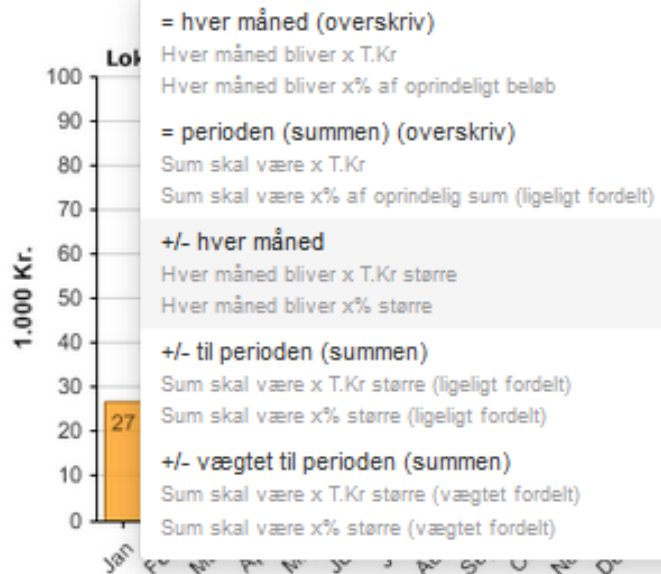 = hver måned (overskriv)
Hver måned bliver x T.Kr
Hver måned bliver x% af oprindeligt beløb
= perioden (summen) (overskriv)
Sum skal være x T.Kr
Sum skal være x% af oprindelig sum (ligeligt fordelt)
+/- hver måned
Hver måned bliver x T.Kr større
Hver måned bliver x% større
+/- til perioden (summen)
Sum skal være x T.Kr større (ligeligt fordelt)
Sum skal være x% større (ligeligt fordelt)
+/- vægtet til perioden (summen)
Sum skal være x T.Kr større (vægtet fordelt)
Sum skal være x% større (vægtet fordelt)
1.000 Kr.
100
90
80
70
60
50
40
30
20
10
0
27
Jan